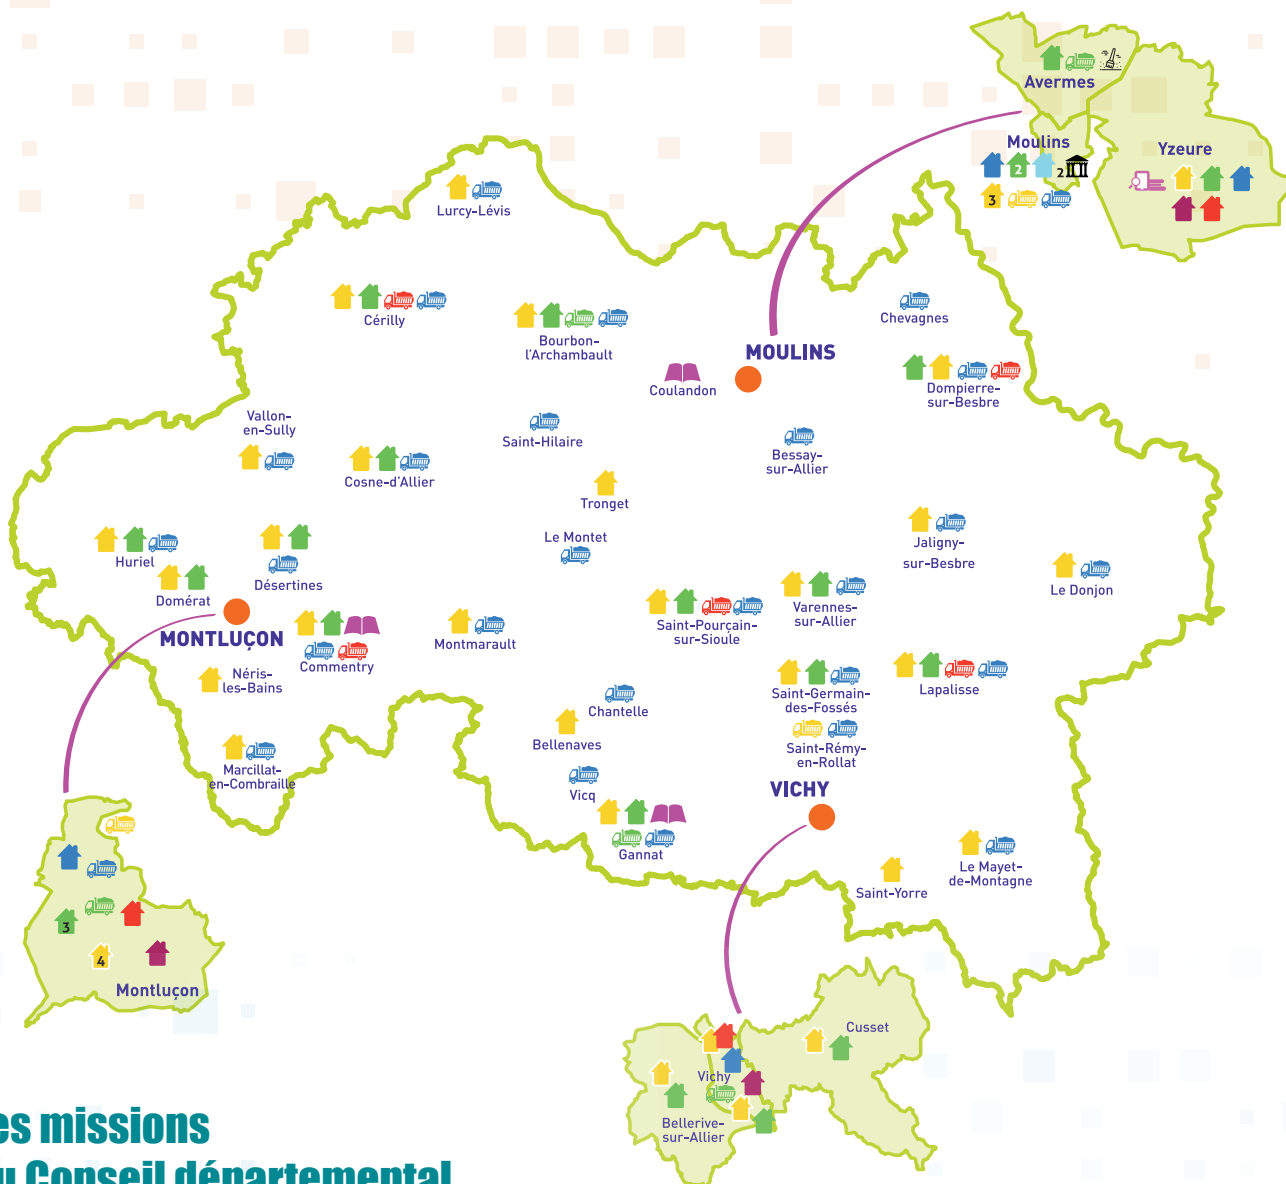 Avermes
Moulins
Yzeure
2
2
3
Lurcy-Lévis
Cérilly
Bourbon-
l'Archambault
Chevagnes
MOULINS
Coulandon
Dompierre-
sur-Besbre
Vallon-
en-Sully
Saint-Hilaire
Bessay-
sur-Allier
Cosne-d'Allier
Tronget
Le Montet
Jaligny-
sur-Besbre
Huriel
Désertines
Domérat
Le Donjon
Varennes-
sur-Allier
Saint-Pourçain-
sur-Sioule
MONTLUÇON
Commentry
Montmarault
Néris-
les-Bains
Lapalisse
Saint-Germain-
des-Fossés
Chantelle
Bellenaves
Saint-Rémy-
en-Rollat
Marcillat-
en-Combraille
Vicq
VICHY
Gannat
Le Mayet-
de-Montagne
Saint-Yorre
3
4
Montluçon
Cusset
Vichy
Bellerive-
sur-Allier
es missions
u Conseil départemental